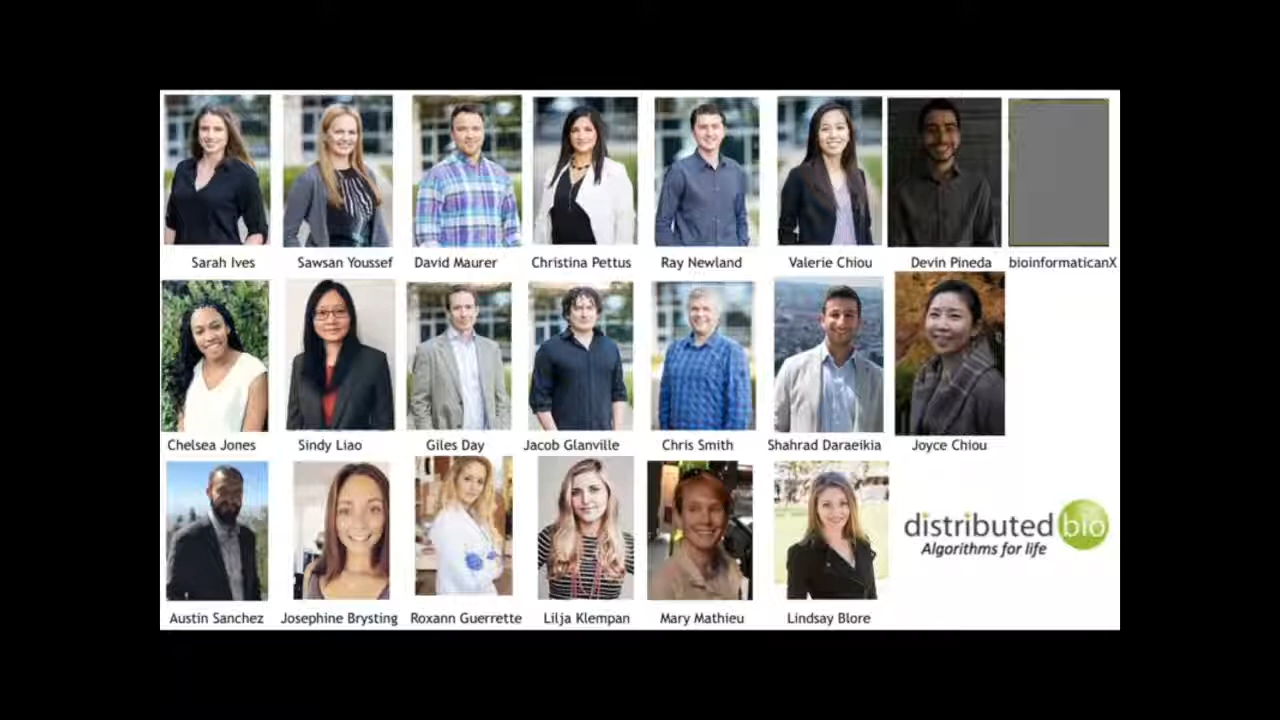 Sarah Ives
Sawsan Youssef
David Maurer
Christina Pettus
Ray Newland
Valerie Chiou
Devin Pineda
bioinformaticanX
Chelsea Jones
Sindy Liao
Giles Day
Jacob Glanville
Chris Smith
Shahrad Daraeikia
Joyce Chiou
distributed bio
Algorithms for life
Austin Sanchez
Josephine Brysting
Roxann Guerrette
Lilja Klempan
Mary Mathieu
Lindsay Blore